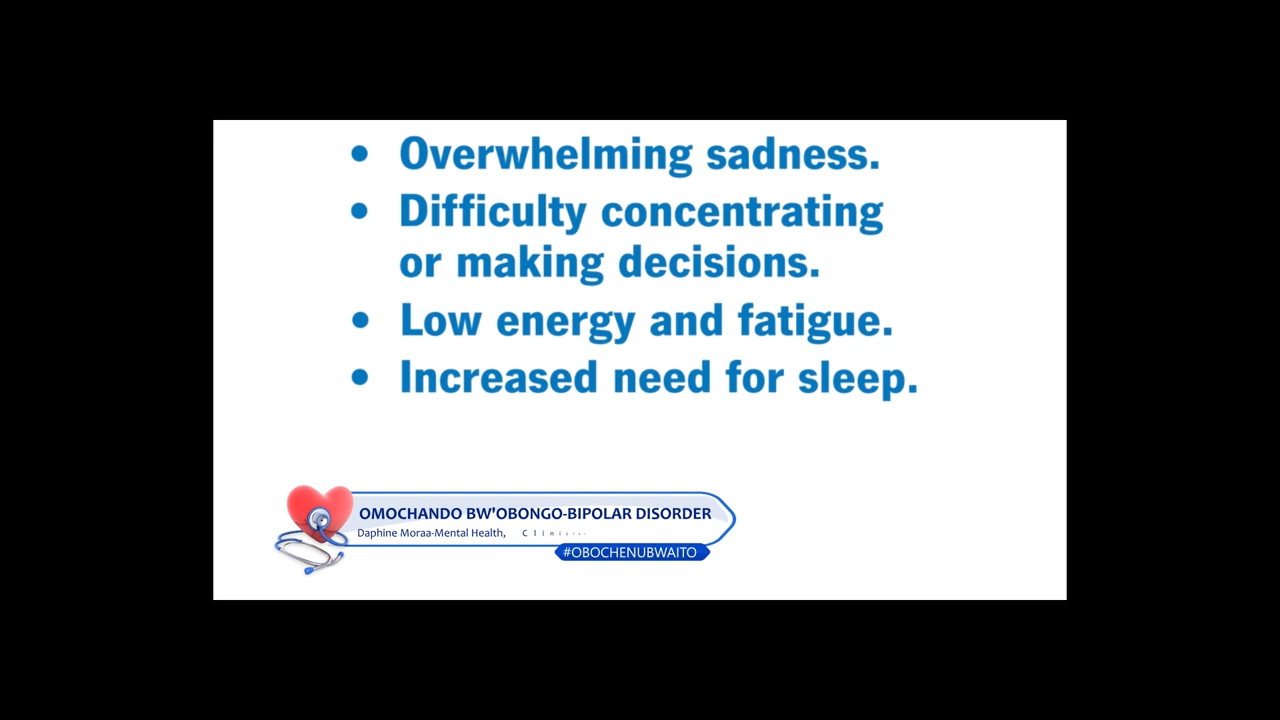 • Overwhelming sadness.
• Difficulty concentrating
or making decisions.
• Low energy and fatigue.
• Increased need for sleep.
OMOCHANDO BW'OBONGO-BIPOLAR DISORDER
Daphine Moraa-Mental Health,
#OBOCHENUBWAITO